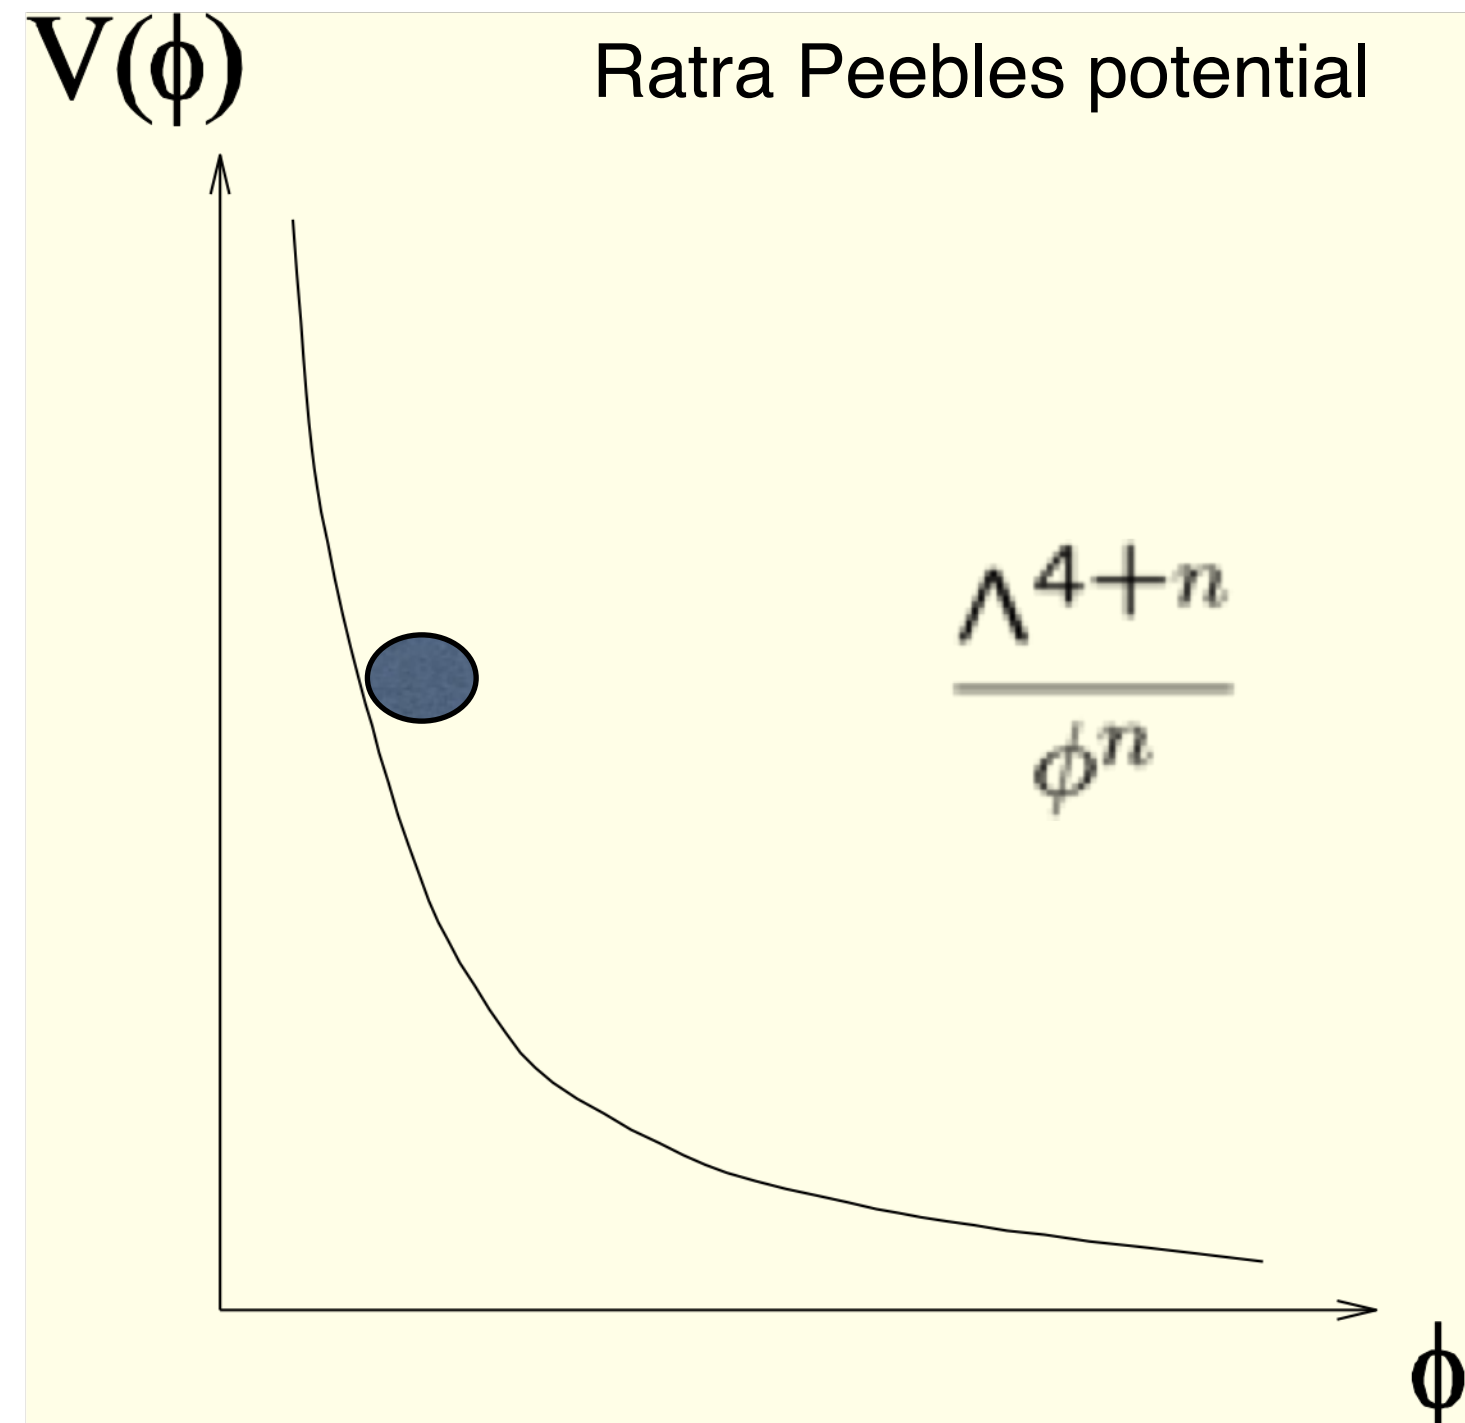 V(ϕ)
Ratra Peebles potential
Λ^{4+n}
ϕ^n
ϕ